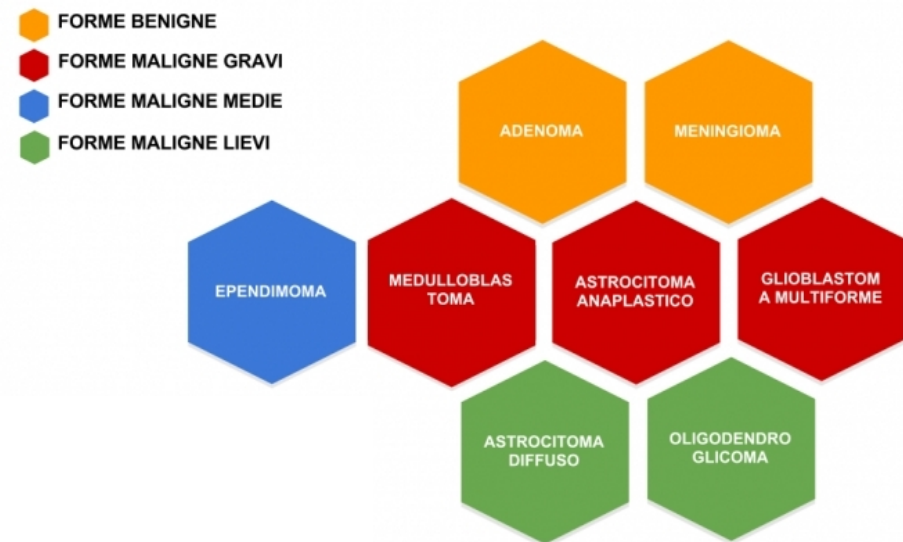 FORME BENIGNE
FORME MALIGNE GRAVI
FORME MALIGNE MEDIE
FORME MALIGNE LIEVI
ADENOMA
MENINGIOMA
EPENDIMOMA
MEDULLOBLAS
TOMA
ASTROCITOMA
ANAPLASTICO
GLIOBLASTOM
A MULTIFORME
ASTROCITOMA
DIFFUSO
OLIGODENDRO
GLICOMA